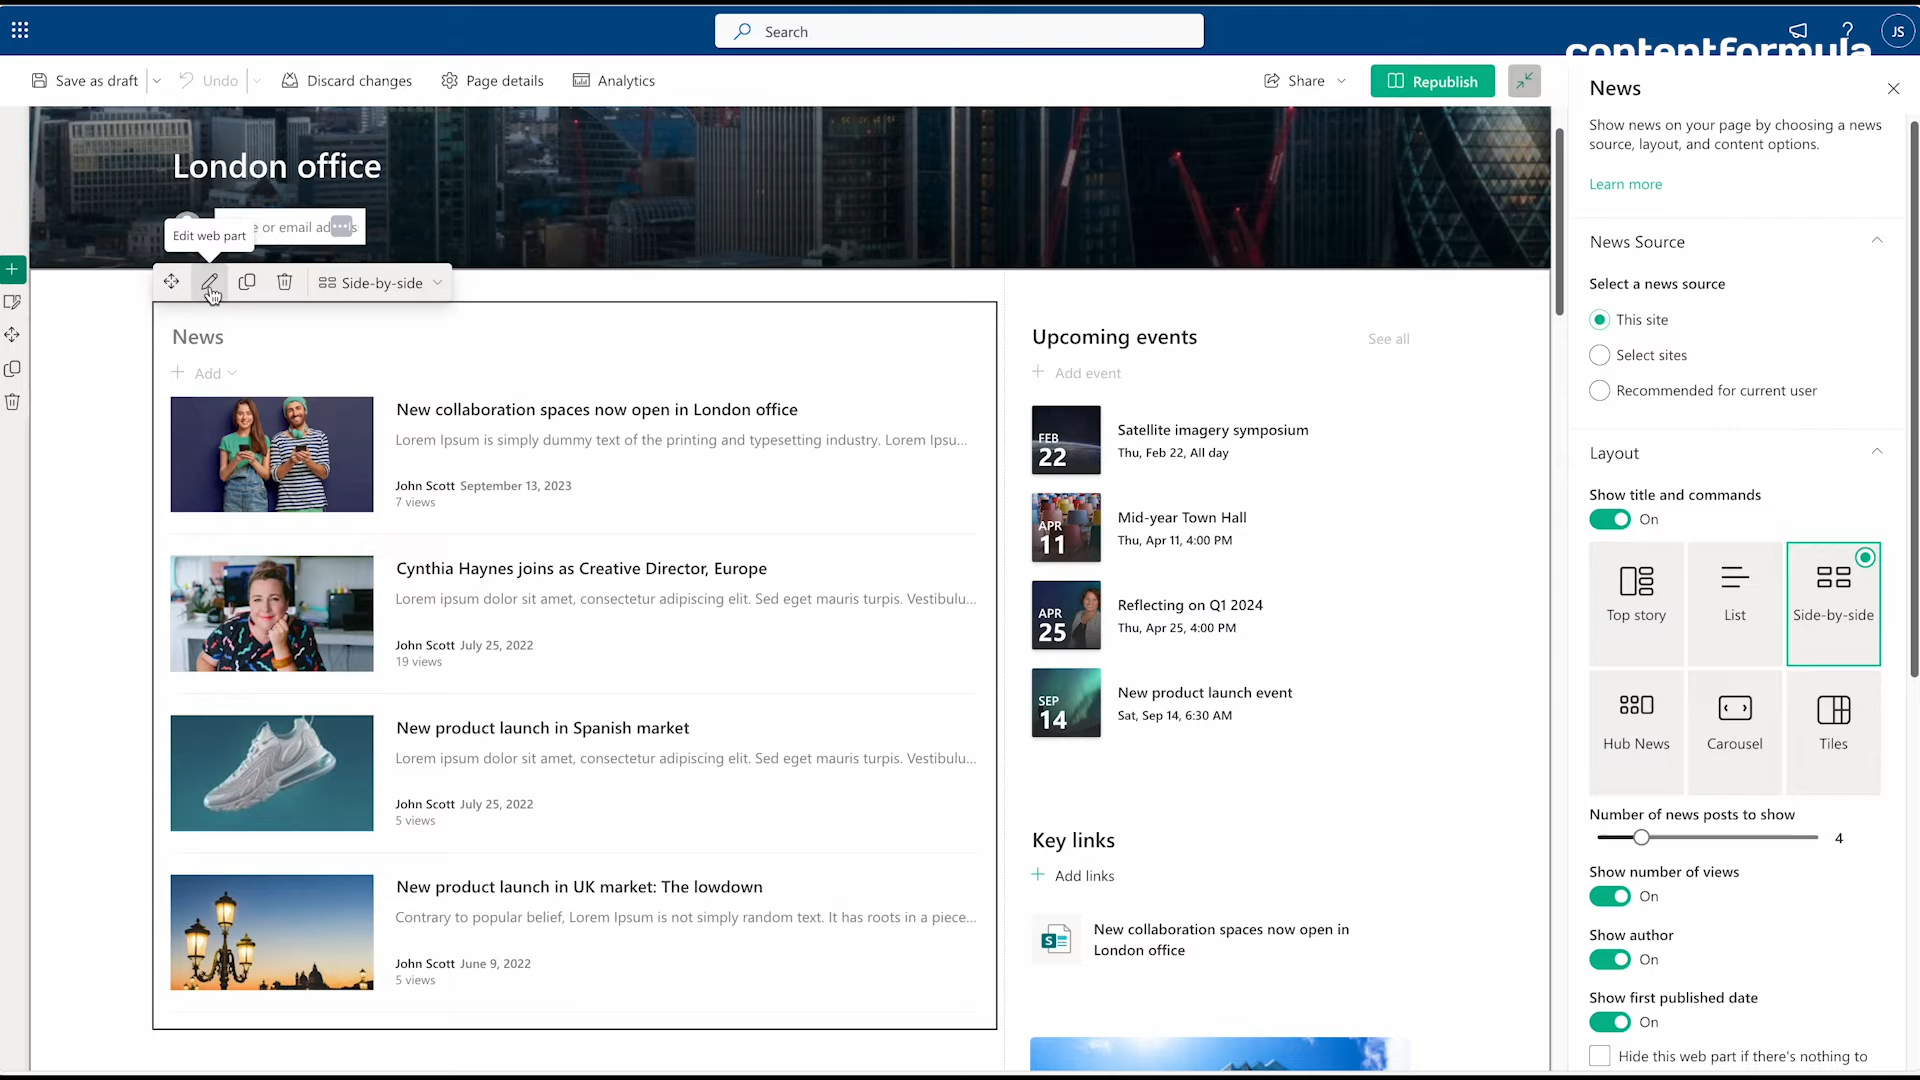 Search
contentformula
JS
Save as draft
Undo
Discard changes
Page details
Analytics
Share
Republish
London office
e or email ad
s
Edit web part
Side-by-side
News
Add
New collaboration spaces now open in London office
Lorem Ipsum is simply dummy text of the printing and typesetting industry. Lorem Ipsu...
John Scott September 13, 2023
7 views
Cynthia Haynes joins as Creative Director, Europe
Lorem ipsum dolor sit amet, consectetur adipiscing elit. Sed eget mauris turpis. Vestibulu...
John Scott July 25, 2022
19 views
New product launch in Spanish market
Lorem ipsum dolor sit amet, consectetur adipiscing elit. Sed eget mauris turpis. Vestibulu...
John Scott July 25, 2022
5 views
New product launch in UK market: The lowdown
Contrary to popular belief, Lorem Ipsum is not simply random text. It has roots in a piece...
John Scott June 9, 2022
5 views
Upcoming events
See all
Add event
FEB
22
Satellite imagery symposium
Thu, Feb 22, All day
APR
11
Mid-year Town Hall
Thu, Apr 11, 4:00 PM
APR
25
Reflecting on Q1 2024
Thu, Apr 25, 4:00 PM
SEP
14
New product launch event
Sat, Sep 14, 6:30 AM
Key links
Add links
S
New collaboration spaces now open in
London office
News
Show news on your page by choosing a news
source, layout, and content options.
Learn more
News Source
Select a news source
This site
Select sites
Recommended for current user
Layout
Show title and commands
On
Top story
List
Side-by-side
Hub News
Carousel
Tiles
Number of news posts to show
4
Show number of views
On
Show author
On
Show first published date
On
Hide this web part if there's nothing to